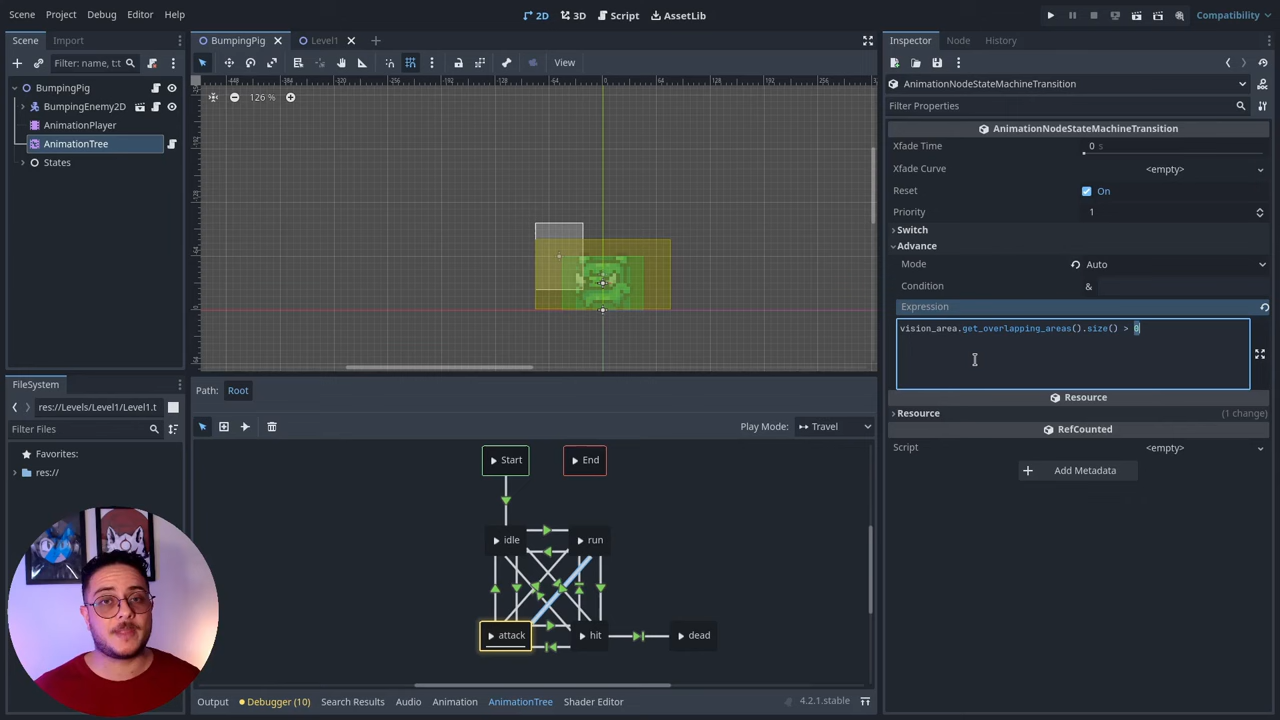 Scene Project Debug Editor Help
2D 3D Script AssetLib
Compatibility
Scene Import
BumpingPig Level1
Inspector Node History
Filter: name, t:t
View
BumpingPig
BumpingEnemy2D
AnimationPlayer
AnimationTree
States
126 %
AnimationNodeStateMachineTransition
Filter Properties
AnimationNodeStateMachineTransition
Xfade Time 0 s
Xfade Curve <empty>
Reset On
Priority 1
Switch
Advance
Mode Auto
Condition &
Expression
vision_area.get_overlapping_areas().size() > 0
Resource
Resource (1 change)
RefCounted
Script <empty>
Add Metadata
FileSystem
res://Levels/Level1/Level1.t
Filter Files
Favorites:
res://
Path: Root
Play Mode: Travel
Start End
idle run
attack hit dead
Output Debugger (10) Search Results Audio Animation AnimationTree Shader Editor 4.2.1.stable